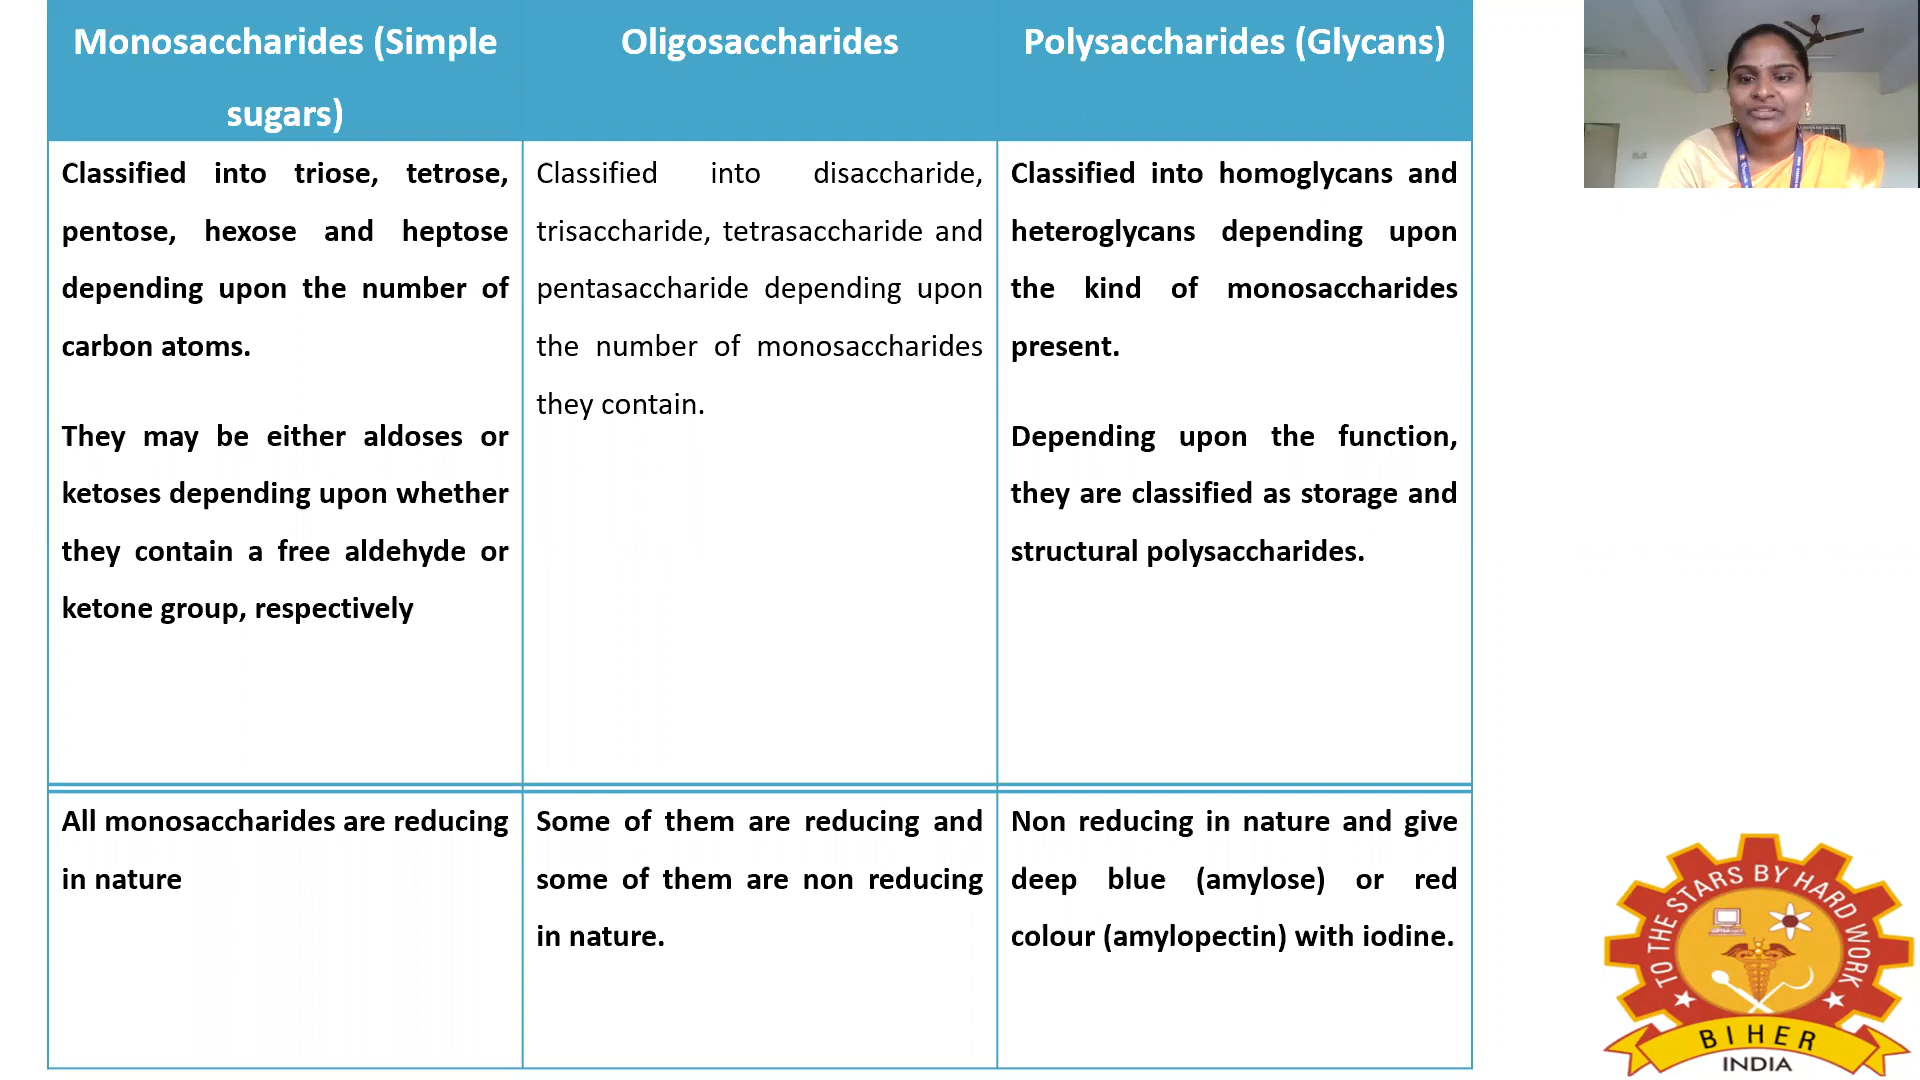 Monosaccharides (Simple
sugars)
Oligosaccharides
Polysaccharides (Glycans)
Classified into triose, tetrose,
pentose, hexose and heptose
depending upon the number of
carbon atoms.
They may be either aldoses or
ketoses depending upon whether
they contain a free aldehyde or
ketone group, respectively
Classified into disaccharide,
trisaccharide, tetrasaccharide and
pentasaccharide depending upon
the number of monosaccharides
they contain.
Classified into homoglycans and
heteroglycans depending upon
the kind of monosaccharides
present.
Depending upon the function,
they are classified as storage and
structural polysaccharides.
All monosaccharides are reducing
in nature
Some of them are reducing and
some of them are non reducing
in nature.
Non reducing in nature and give
deep blue (amylose) or red
colour (amylopectin) with iodine.
TO THE STARS BY HARD WORK
BIHER
INDIA